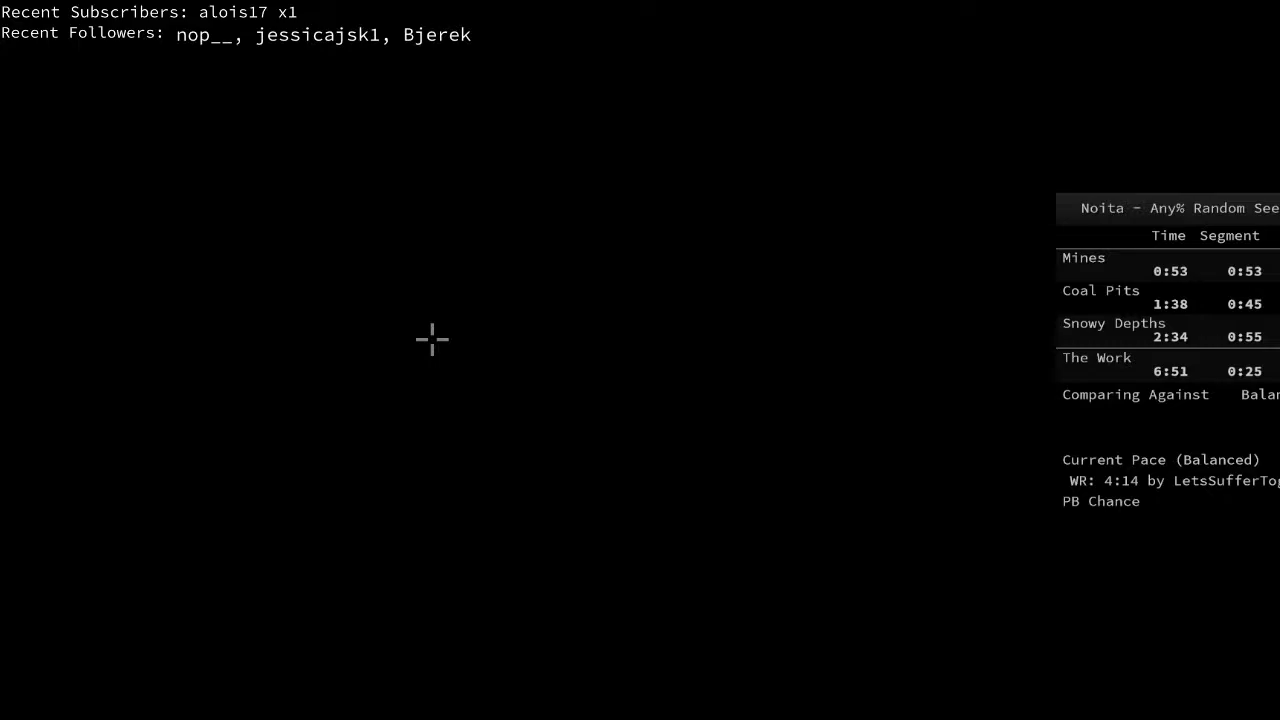 Recent Subscribers: alois17 x1
Recent Followers: nop__, jessicajsk1, Bjerek
Noita - Any% Random See
Time Segment
Mines
0:53 0:53
Coal Pits
1:38 0:45
Snowy Depths
2:34 0:55
The Work
6:51 0:25
Comparing Against Balan
Current Pace (Balanced)
WR: 4:14 by LetsSufferTog
PB Chance